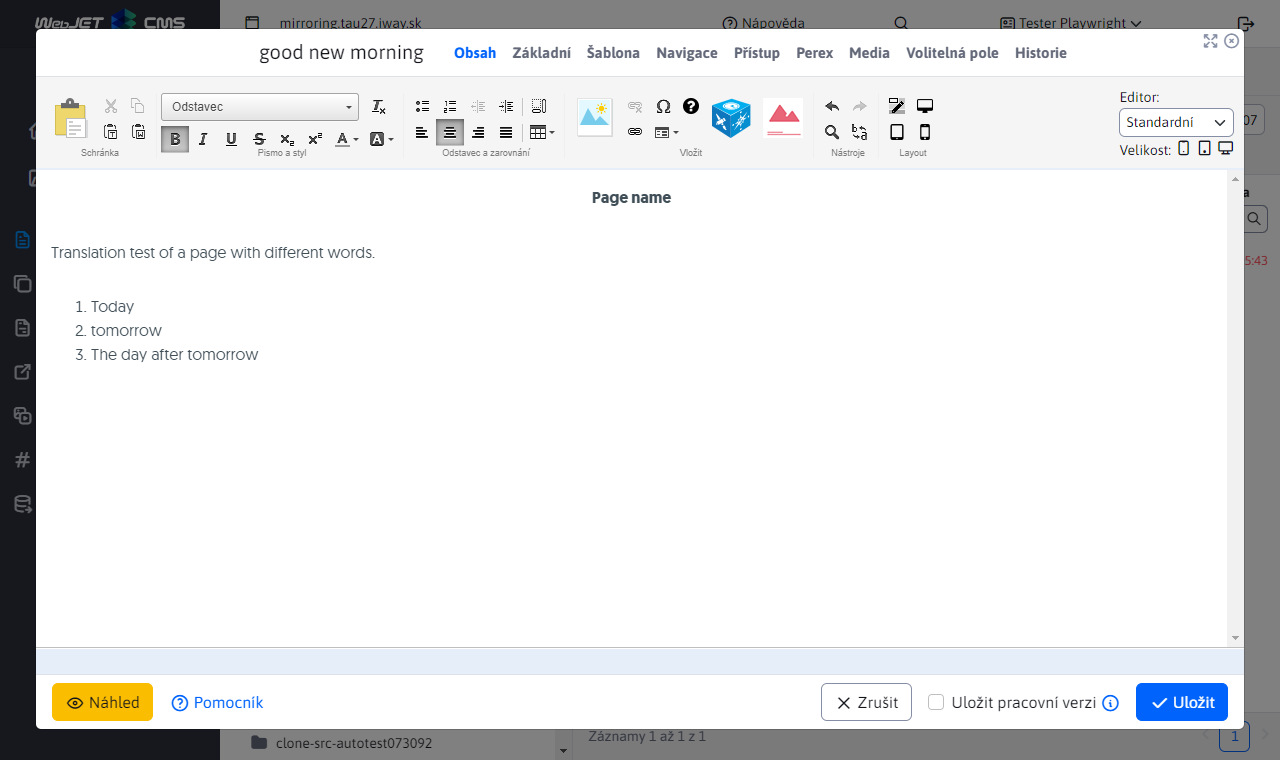 WebJET CMS
mirroring.tau27.iway.sk
Nápověda
Tester Playwright
good new morning
Obsah
Základní
Šablona
Navigace
Přístup
Perex
Media
Volitelná pole
Historie
Odstavec
Schránka
Písmo a styl
Odstavec a zarovnání
Vložit
Nástroje
Layout
Editor:
Standardní
Velikost:
07
a
5:43
Page name
Translation test of a page with different words.
1. Today
2. tomorrow
3. The day after tomorrow
Náhled
Pomocník
Zrušit
Uložit pracovní verzi
Uložit
clone-src-autotest073092
Záznamy 1 až 1 z 1
1